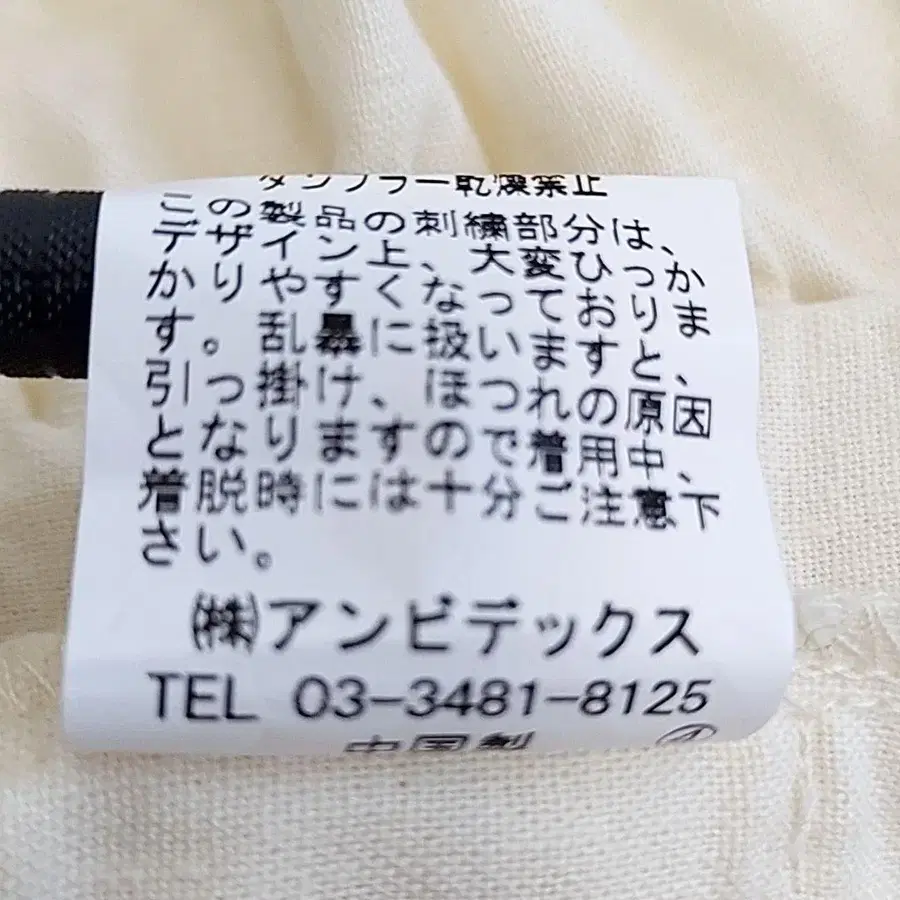 タンブラー乾燥禁止
この製品の刺繍部分は、
デザイン上、大変ひっか
かりやすくなっておりま
す。乱暴に扱いますと、
引っ掛け、ほつれの原因
となりますので着用中、
着脱時には十分ご注意下
さい。
㈱アンビデックス
TEL 03-3481-8125
中国製